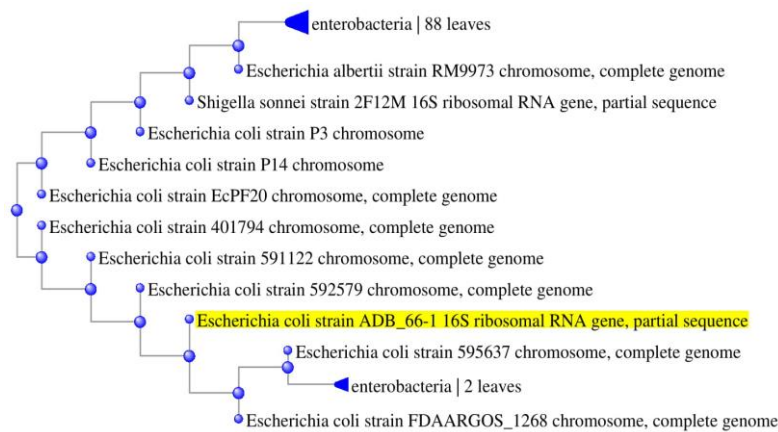 enterobacteria | 88 leaves
Escherichia albertii strain RM9973 chromosome, complete genome
Shigella sonnei strain 2F12M 16S ribosomal RNA gene, partial sequence
Escherichia coli strain P3 chromosome
Escherichia coli strain P14 chromosome
Escherichia coli strain EcPF20 chromosome, complete genome
Escherichia coli strain 401794 chromosome, complete genome
Escherichia coli strain 591122 chromosome, complete genome
Escherichia coli strain 592579 chromosome, complete genome
Escherichia coli strain ADB_66-1 16S ribosomal RNA gene, partial sequence
Escherichia coli strain 595637 chromosome, complete genome
enterobacteria | 2 leaves
Escherichia coli strain FDAARGOS_1268 chromosome, complete genome